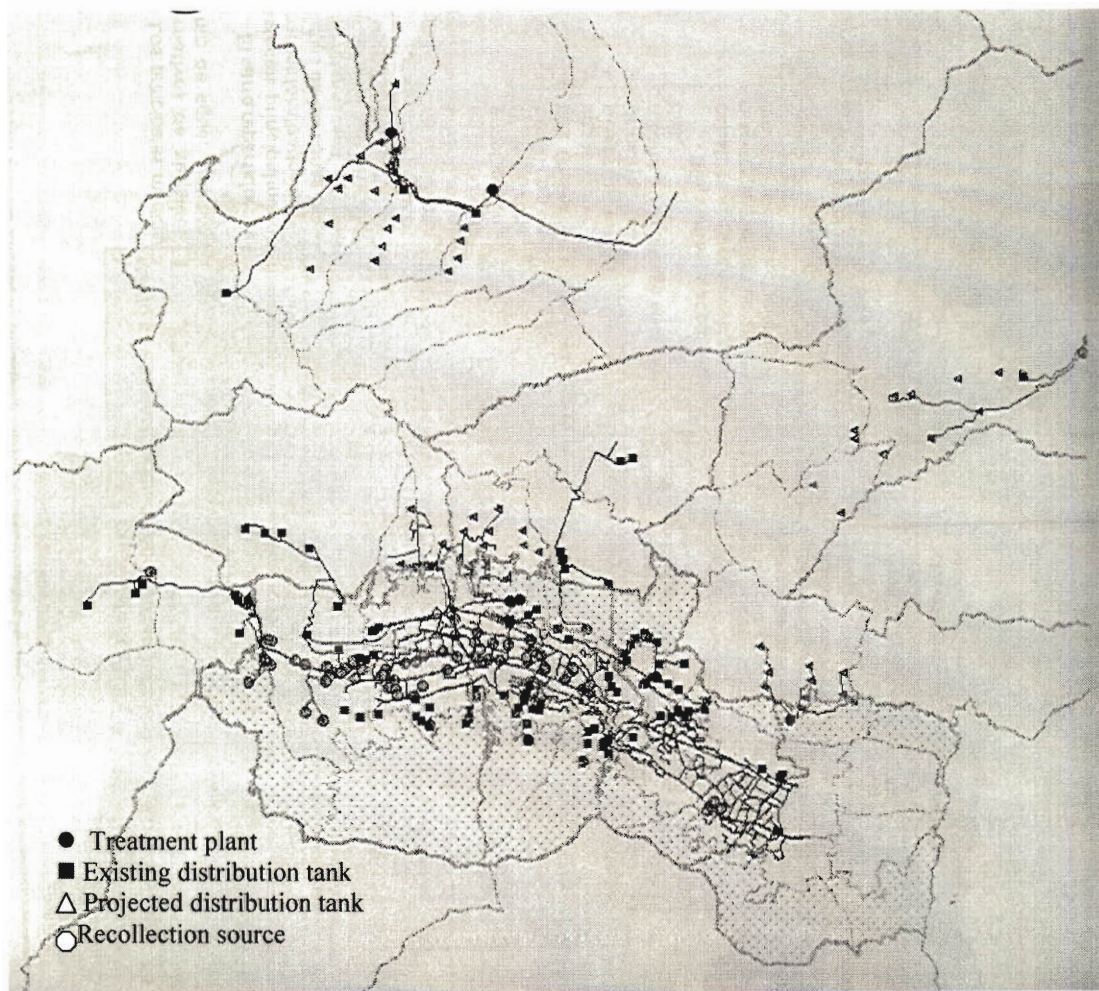 Treatment plant
Existing distribution tank
Projected distribution tank
Recollection source